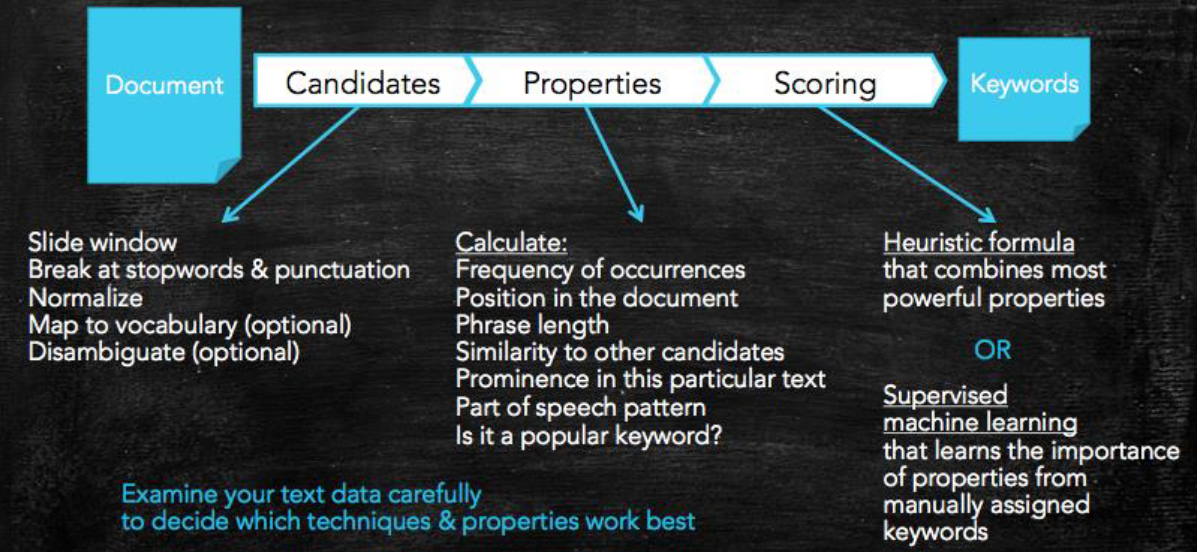 Document
Candidates
Properties
Scoring
Keywords
Slide window
Break at stopwords & punctuation
Normalize
Map to vocabulary (optional)
Disambiguate (optional)
Calculate:
Frequency of occurrences
Position in the document
Phrase length
Similarity to other candidates
Prominence in this particular text
Part of speech pattern
Is it a popular keyword?
Heuristic formula
that combines most
powerful properties
OR
Supervised
machine learning
that learns the importance
of properties from
manually assigned
keywords
Examine your text data carefully
to decide which techniques & properties work best